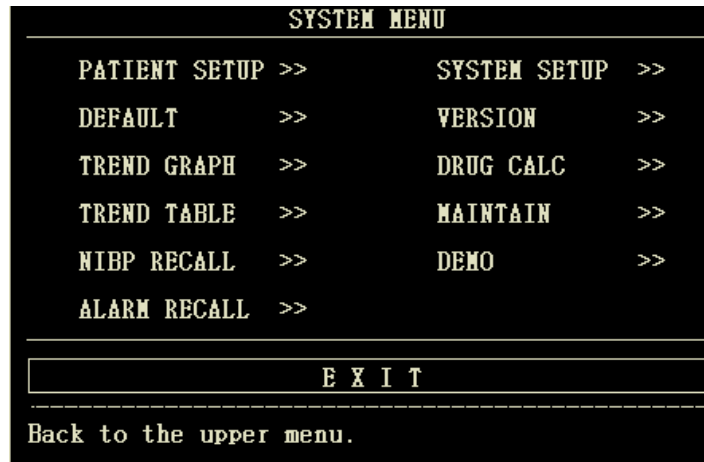 SYSTEM MENU
PATIENT SETUP >> SYSTEM SETUP >>
DEFAULT >> VERSION >>
TREND GRAPH >> DRUG CALC >>
TREND TABLE >> MAINTAIN >>
NIBP RECALL >> DEMO >>
ALARM RECALL >>
E X I T
Back to the upper menu.